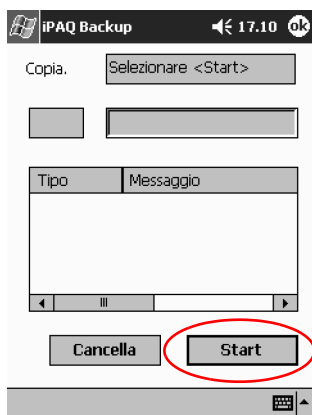 iPAQ Backup 17.10 ok
Copia. Selezionare <Start>
Tipo Messaggio
Cancella Start